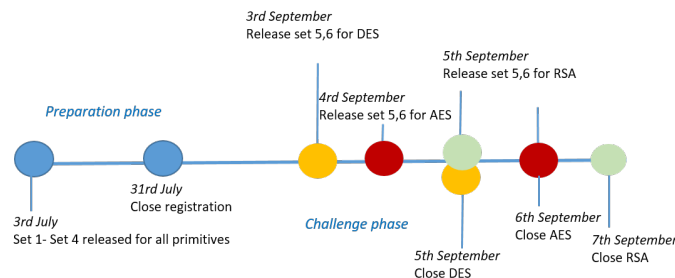 3rd September
Release set 5,6 for DES
5th September
Release set 5,6 for RSA
4rd September
Release set 5,6 for AES
Preparation phase
31rd July
Close registration
3rd July
Set 1- Set 4 released for all primitives
Challenge phase
5th September
Close DES
6th September
Close AES
7th September
Close RSA